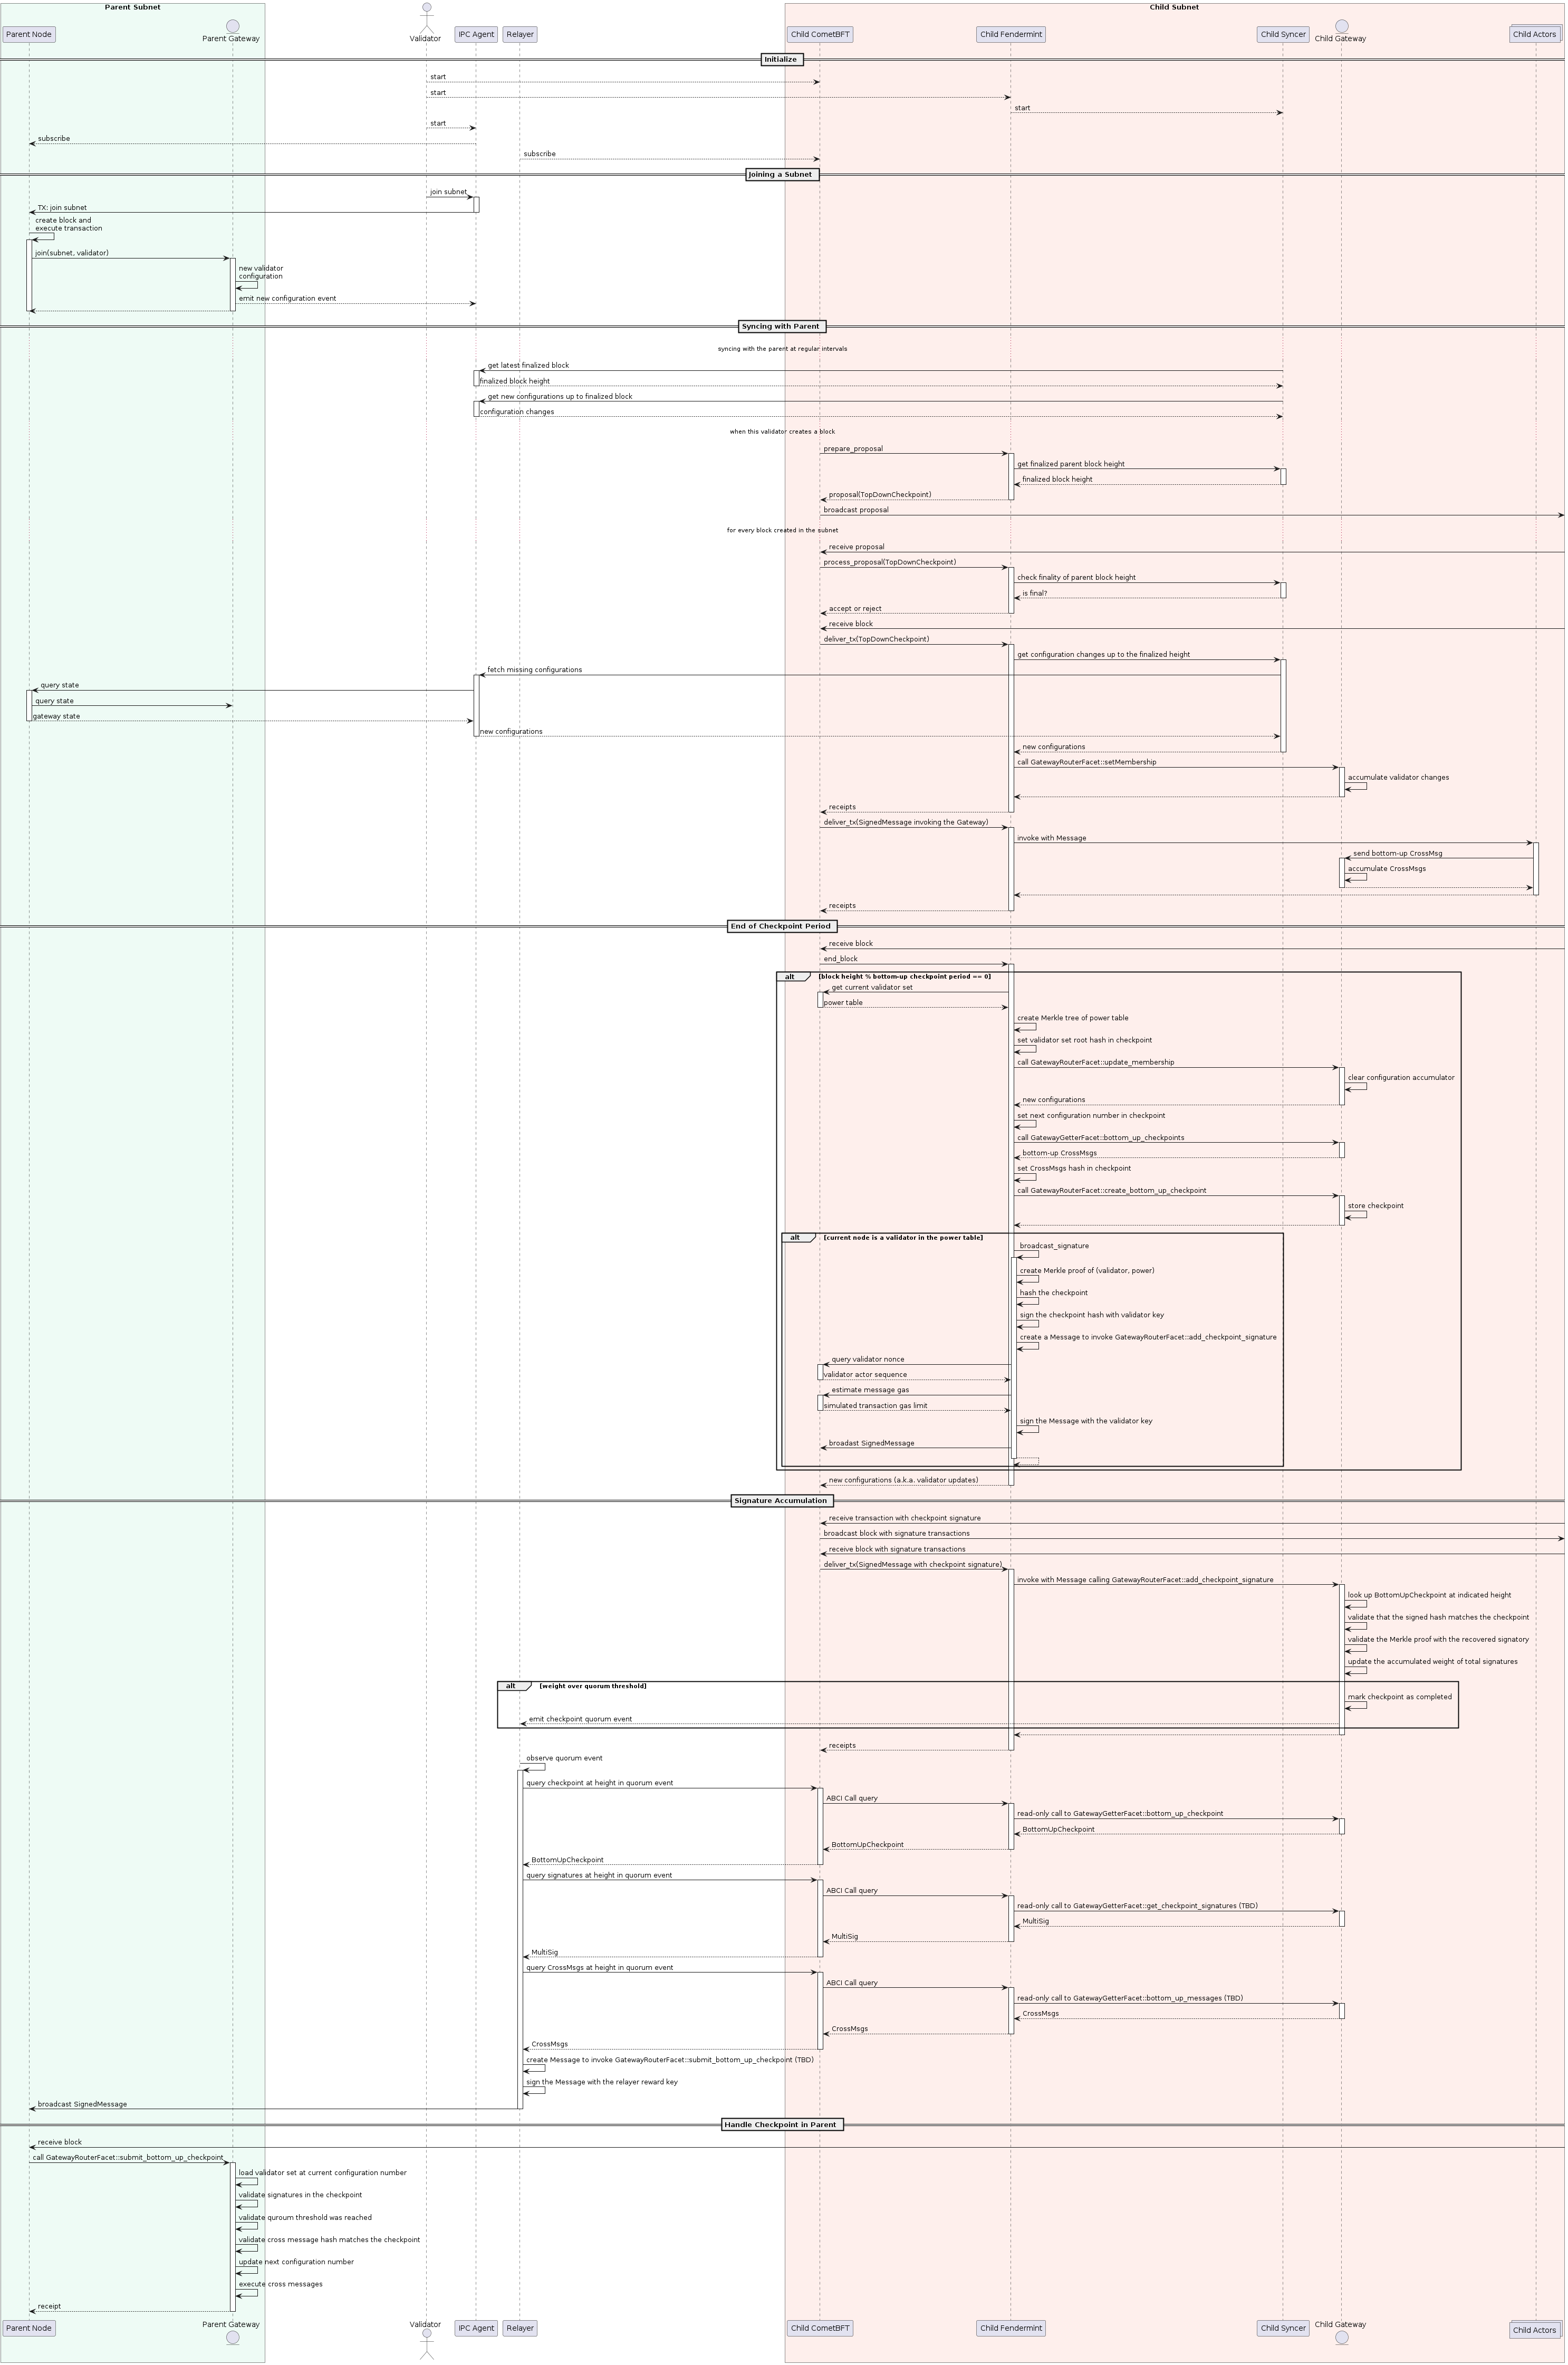 Parent Subnet
Child Subnet
Parent Node
Parent Gateway
Validator
IPC Agent
Relayer
Child CometBFT
Child Fendermint
Child Syncer
Child Gateway
Child Actors
Initialize
start
start
start
start
subscribe
subscribe
Joining a Subnet
join subnet
TX: join subnet
create block and
execute transaction
join(subnet, validator)
new validator
configuration
emit new configuration event
Syncing with Parent
syncing with the parent at regular intervals
get latest finalized block
finalized block height
get new configurations up to finalized block
configuration changes
when this validator creates a block
prepare_proposal
get finalized parent block height
finalized block height
proposal(TopDownCheckpoint)
broadcast proposal
for every block created in the subnet
receive proposal
process_proposal(TopDownCheckpoint)
check finality of parent block height
is final?
accept or reject
receive block
deliver_tx(TopDownCheckpoint)
get configuration changes up to the finalized height
fetch missing configurations
query state
query state
gateway state
new configurations
new configurations
call GatewayRouterFacet::setMembership
accumulate validator changes
receipts
deliver_tx(SignedMessage invoking the Gateway)
invoke with Message
send bottom-up CrossMsg
accumulate CrossMsgs
receipts
End of Checkpoint Period
receive block
end_block
alt [block height % bottom-up checkpoint period == 0]
get current validator set
power table
create Merkle tree of power table
set validator set root hash in checkpoint
call GatewayRouterFacet::update_membership
clear configuration accumulator
new configurations
set next configuration number in checkpoint
call GatewayGetterFacet::bottom_up_checkpoints
bottom-up CrossMsgs
set CrossMsgs hash in checkpoint
call GatewayRouterFacet::create_bottom_up_checkpoint
store checkpoint
alt [current node is a validator in the power table]
broadcast_signature
create Merkle proof of (validator, power)
hash the checkpoint
sign the checkpoint hash with validator key
create a Message to invoke GatewayRouterFacet::add_checkpoint_signature
query validator nonce
validator actor sequence
estimate message gas
simulated transaction gas limit
sign the Message with the validator key
broadast SignedMessage
new configurations (a.k.a. validator updates)
Signature Accumulation
receive transaction with checkpoint signature
broadcast block with signature transactions
receive block with signature transactions
deliver_tx(SignedMessage with checkpoint signature)
invoke with Message calling GatewayRouterFacet::add_checkpoint_signature
look up BottomUpCheckpoint at indicated height
validate that the signed hash matches the checkpoint
validate the Merkle proof with the recovered signatory
update the accumulated weight of total signatures
alt [weight over quorum threshold]
mark checkpoint as completed
emit checkpoint quorum event
receipts
observe quorum event
query checkpoint at height in quorum event
ABCI Call query
read-only call to GatewayGetterFacet::bottom_up_checkpoint
BottomUpCheckpoint
BottomUpCheckpoint
BottomUpCheckpoint
query signatures at height in quorum event
ABCI Call query
read-only call to GatewayGetterFacet::get_checkpoint_signatures (TBD)
MultiSig
MultiSig
MultiSig
query CrossMsgs at height in quorum event
ABCI Call query
read-only call to GatewayGetterFacet::bottom_up_messages (TBD)
CrossMsgs
CrossMsgs
CrossMsgs
create Message to invoke GatewayRouterFacet::submit_bottom_up_checkpoint (TBD)
sign the Message with the relayer reward key
broadcast SignedMessage
Handle Checkpoint in Parent
receive block
call GatewayRouterFacet::submit_bottom_up_checkpoint
load validator set at current configuration number
validate signatures in the checkpoint
validate quroum threshold was reached
validate cross message hash matches the checkpoint
update next configuration number
execute cross messages
receipt
Parent Node
Parent Gateway
Validator
IPC Agent
Relayer
Child CometBFT
Child Fendermint
Child Syncer
Child Gateway
Child Actors